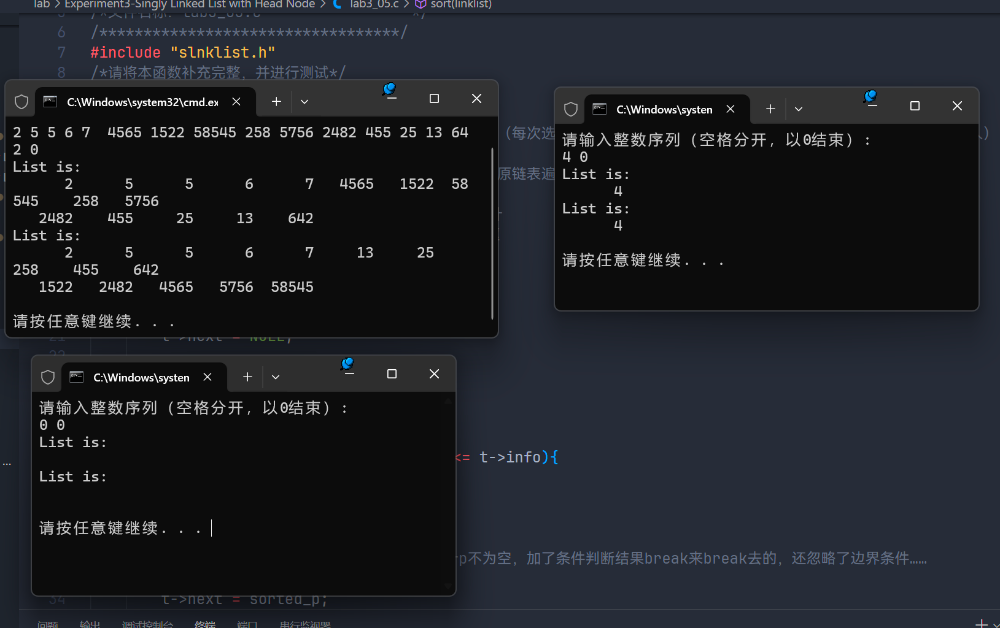 lab > Experiment3-Singly Linked List with Head Node > C lab3_05.c > sort(linklist)
6 /**********************************/
7 #include "slnklist.h"
8 /*请将本函数补充完整，并进行测试*/
C:\Windows\system32\cmd.ex
2 5 5 6 7  4565 1522 58545 258 5756 2482 455 25 13 64
2 0
List is:
2 5 5 6 7 4565 1522 58
545 258 5756
2482 455 25 13 642
List is:
2 5 5 6 7 13 25
258 455 642
1522 2482 4565 5756 58545
请按任意键继续. . .
C:\Windows\systen
请输入整数序列（空格分开，以0结束）：
4 0
List is:
4
List is:
4
请按任意键继续. . .
（每次选
原链表遍
21 t->next = NULL;
22
C:\Windows\systen
请输入整数序列（空格分开，以0结束）：
0 0
List is:
List is:
请按任意键继续. . .
<= t->info){
p不为空，加了条件判断结果break来break去的，还忽略了边界条件……
34 t->next = sorted_p;
问题 输出 调试控制台 终端 端口 串行监视器